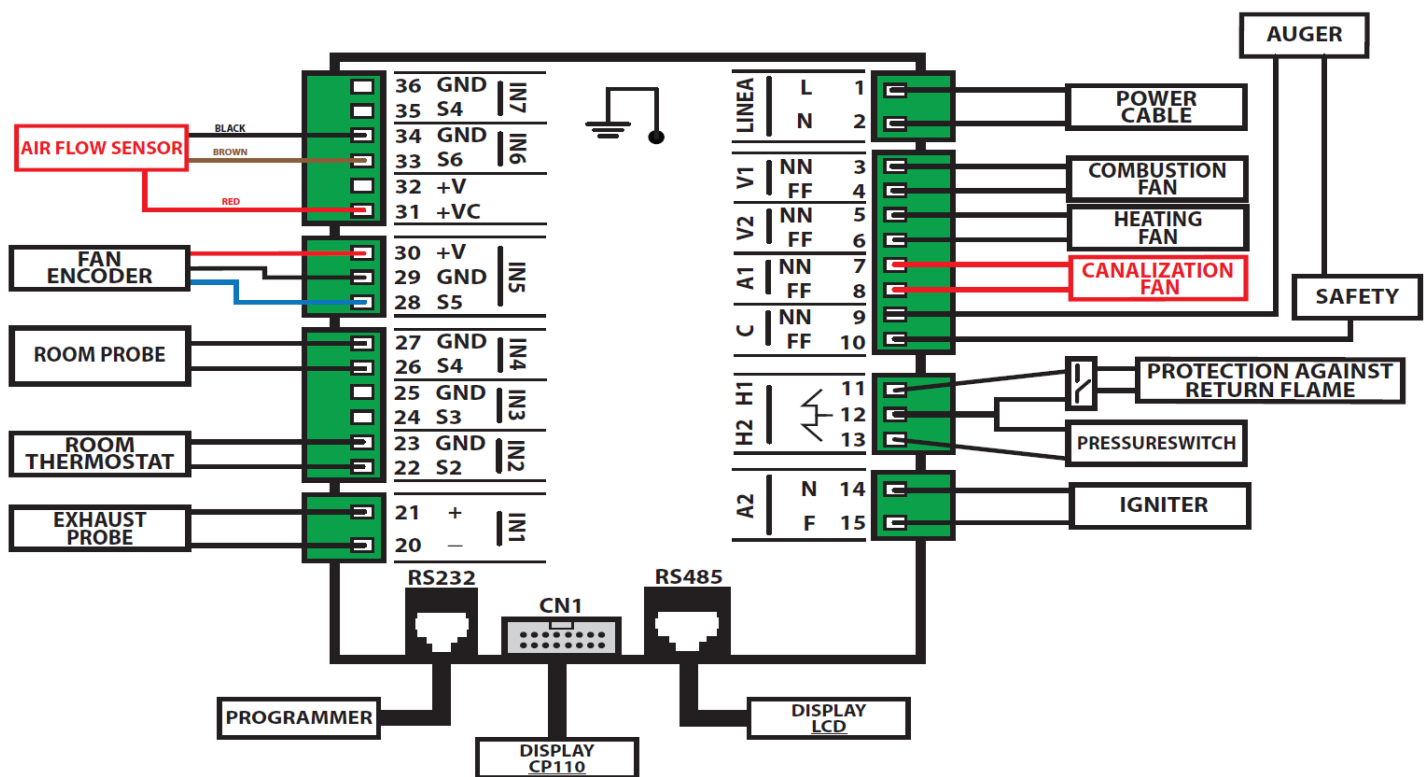 AUGER
36 GND
35 S4
IN7
34 GND
33 S6
IN6
32 +V
31 +VC
BLACK
BROWN
RED
AIR FLOW SENSOR
30 +V
29 GND
28 S5
IN5
FAN
ENCODER
27 GND
26 S4
IN4
ROOM PROBE
25 GND
24 S3
IN3
23 GND
22 S2
IN2
ROOM
THERMOSTAT
21 +
20 –
IN1
EXHAUST
PROBE
LINEA
L 1
N 2
POWER
CABLE
V1
NN 3
FF 4
COMBUSTION
FAN
V2
NN 5
FF 6
HEATING
FAN
A1
NN 7
FF 8
CANALIZATION
FAN
C
NN 9
FF 10
SAFETY
H2 H1
11
12
13
PROTECTION AGAINST
RETURN FLAME
PRESSURESWITCH
A2
N 14
F 15
IGNITER
RS232
CN1
RS485
PROGRAMMER
DISPLAY
CP110
DISPLAY
LCD